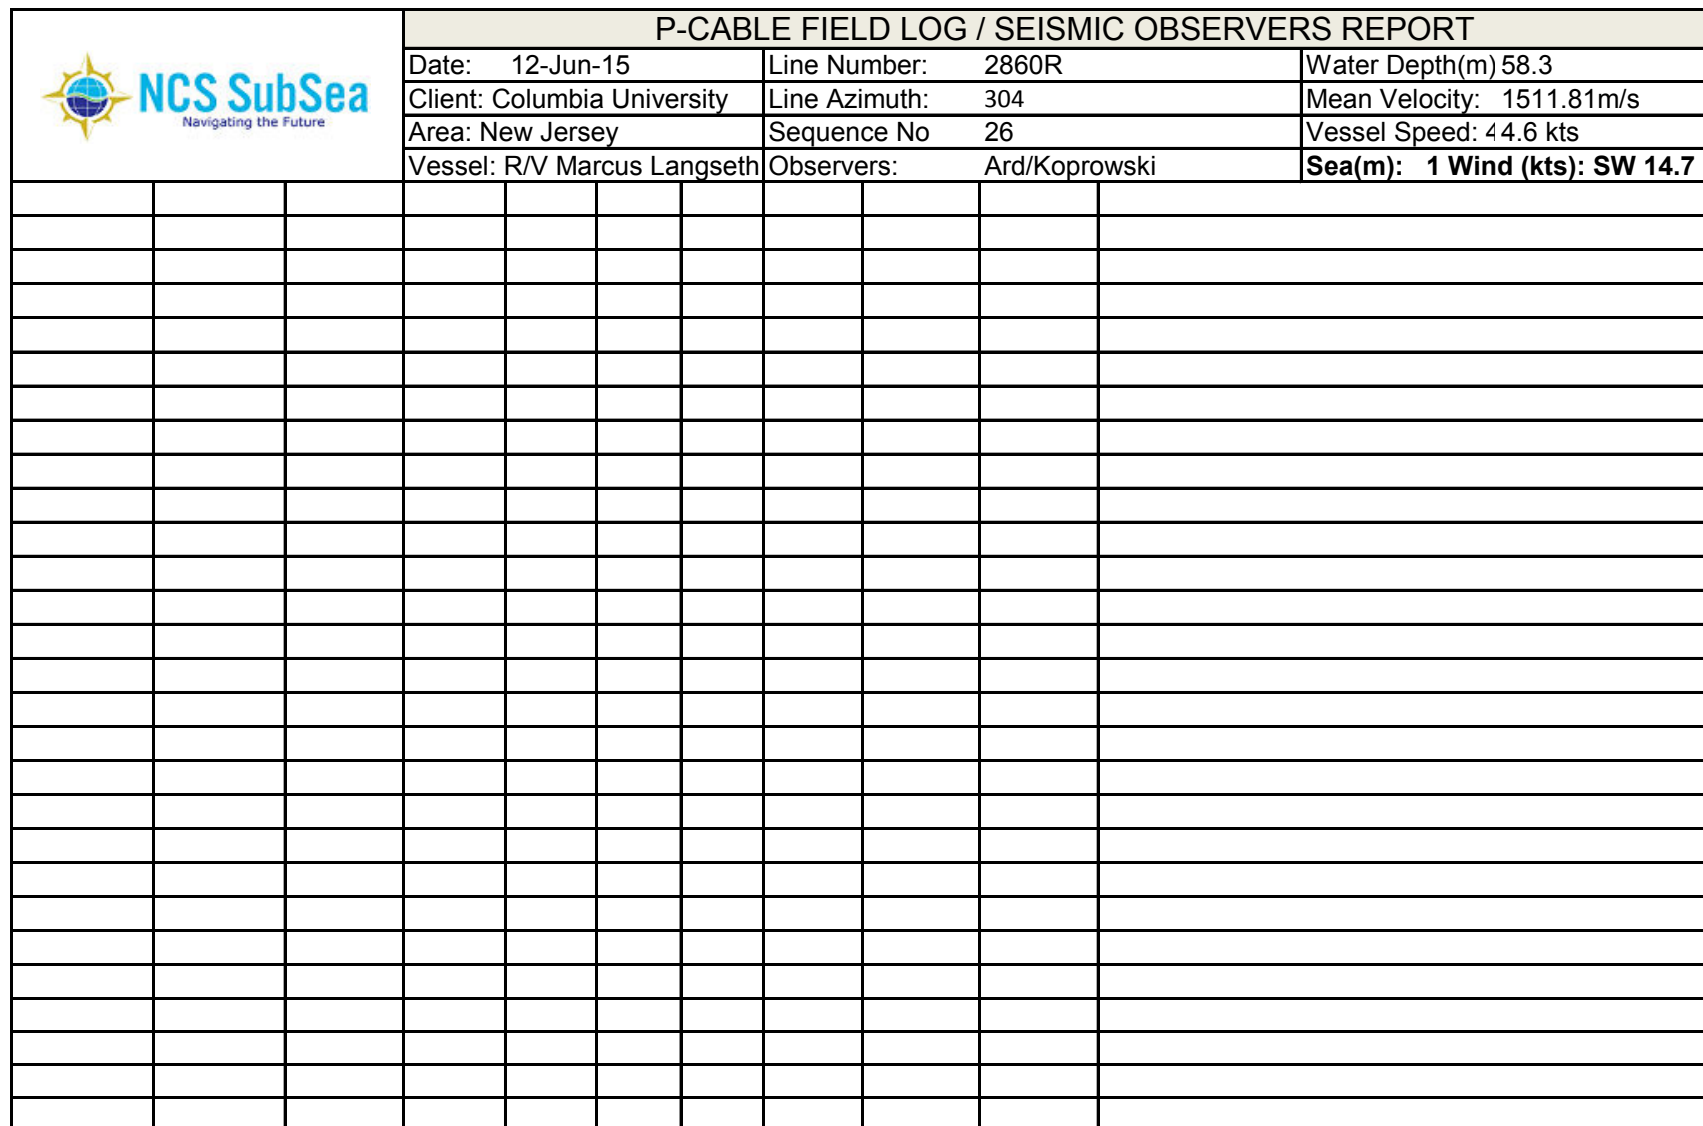 P-CABLE FIELD LOG / SEISMIC OBSERVERS REPORT
NCS SubSea
Navigating the Future
Date: 12-Jun-15 Line Number: 2860R Water Depth(m) 58.3
Client: Columbia University Line Azimuth: 304 Mean Velocity: 1511.81m/s
Area: New Jersey Sequence No 26 Vessel Speed: 4.6 kts
Vessel: R/V Marcus Langseth Observers: Ard/Koprowski Sea(m): 1 Wind (kts): SW 14.7